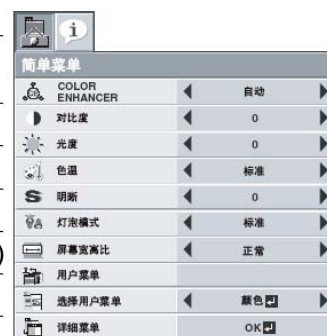 简单菜单
COLOR
ENHANCER 自动
对比度 0
光度 0
色温 标准
明晰 0
灯泡模式 标准
屏幕宽高比 正常
用户菜单
选择用户菜单 颜色
详细菜单 OK
)